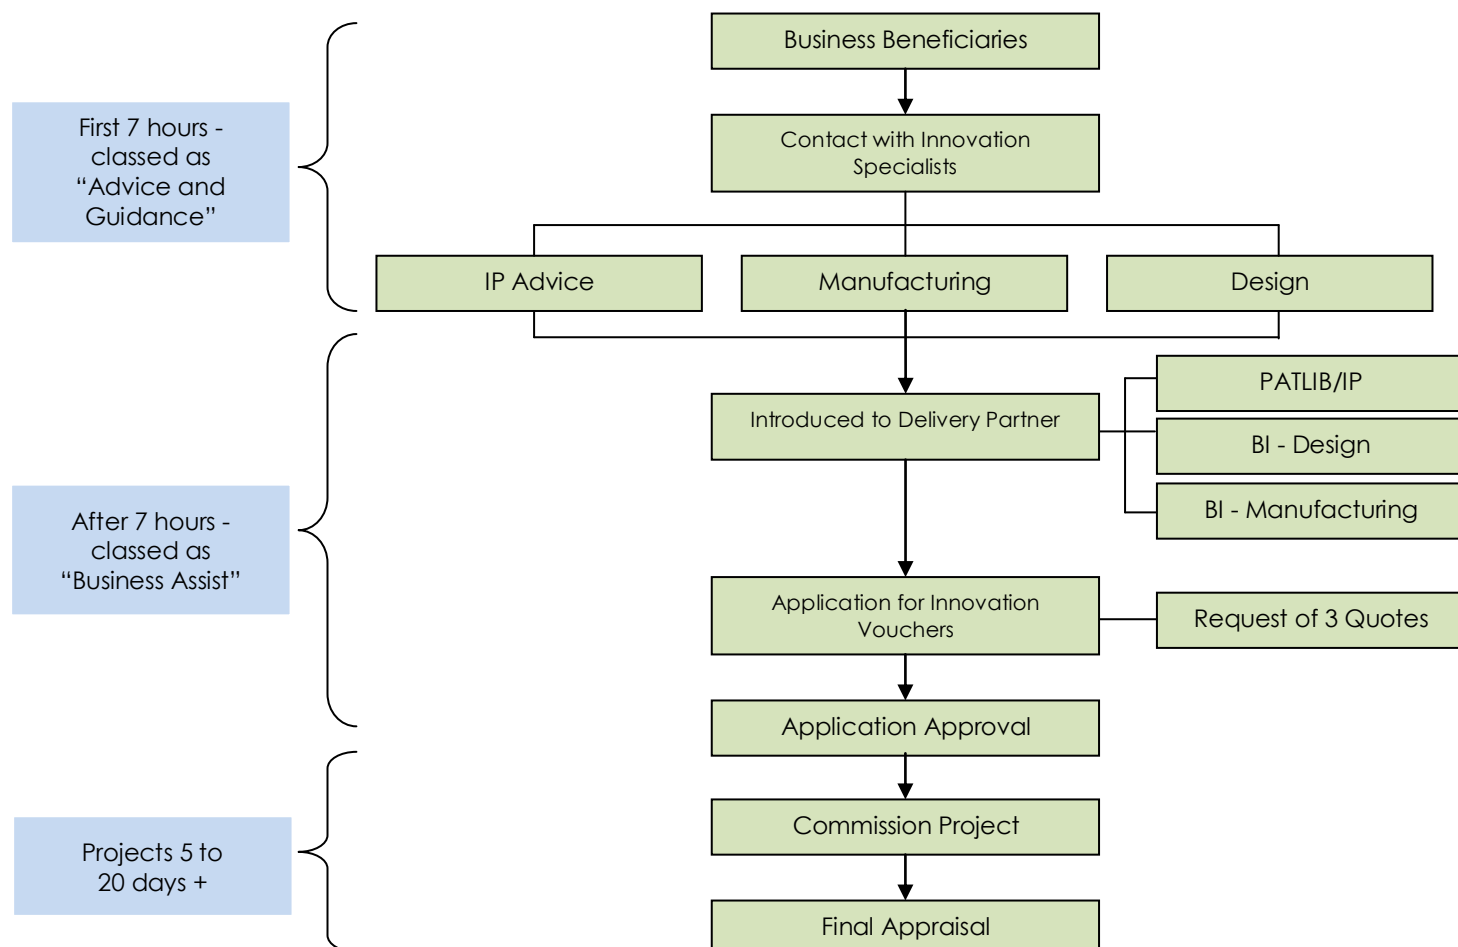 Business Beneficiaries
First 7 hours -
classed as
“Advice and
Guidance”
Contact with Innovation
Specialists
IP Advice
Manufacturing
Design
Introduced to Delivery Partner
PATLIB/IP
BI - Design
BI - Manufacturing
After 7 hours -
classed as
“Business Assist”
Application for Innovation
Vouchers
Request of 3 Quotes
Application Approval
Commission Project
Projects 5 to
20 days +
Final Appraisal